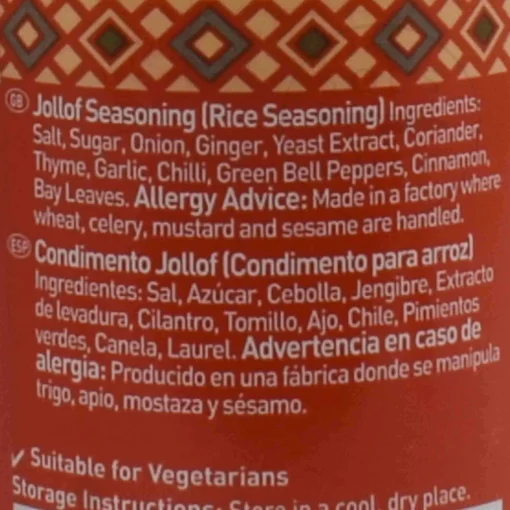 GB Jollof Seasoning (Rice Seasoning) Ingredients:
Salt, Sugar, Onion, Ginger, Yeast Extract, Coriander,
Thyme, Garlic, Chilli, Green Bell Peppers, Cinnamon,
Bay Leaves. Allergy Advice: Made in a factory where
wheat, celery, mustard and sesame are handled.
ESP Condimento Jollof (Condimento para arroz)
Ingredientes: Sal, Azúcar, Cebolla, Jengibre, Extracto
de levadura, Cilantro, Tomillo, Ajo, Chile, Pimientos
verdes, Canela, Laurel. Advertencia en caso de
alergia: Producido en una fábrica donde se manipula
trigo, apio, mostaza y sésamo.
✓ Suitable for Vegetarians
Storage Instructions: Store in a cool, dry place.